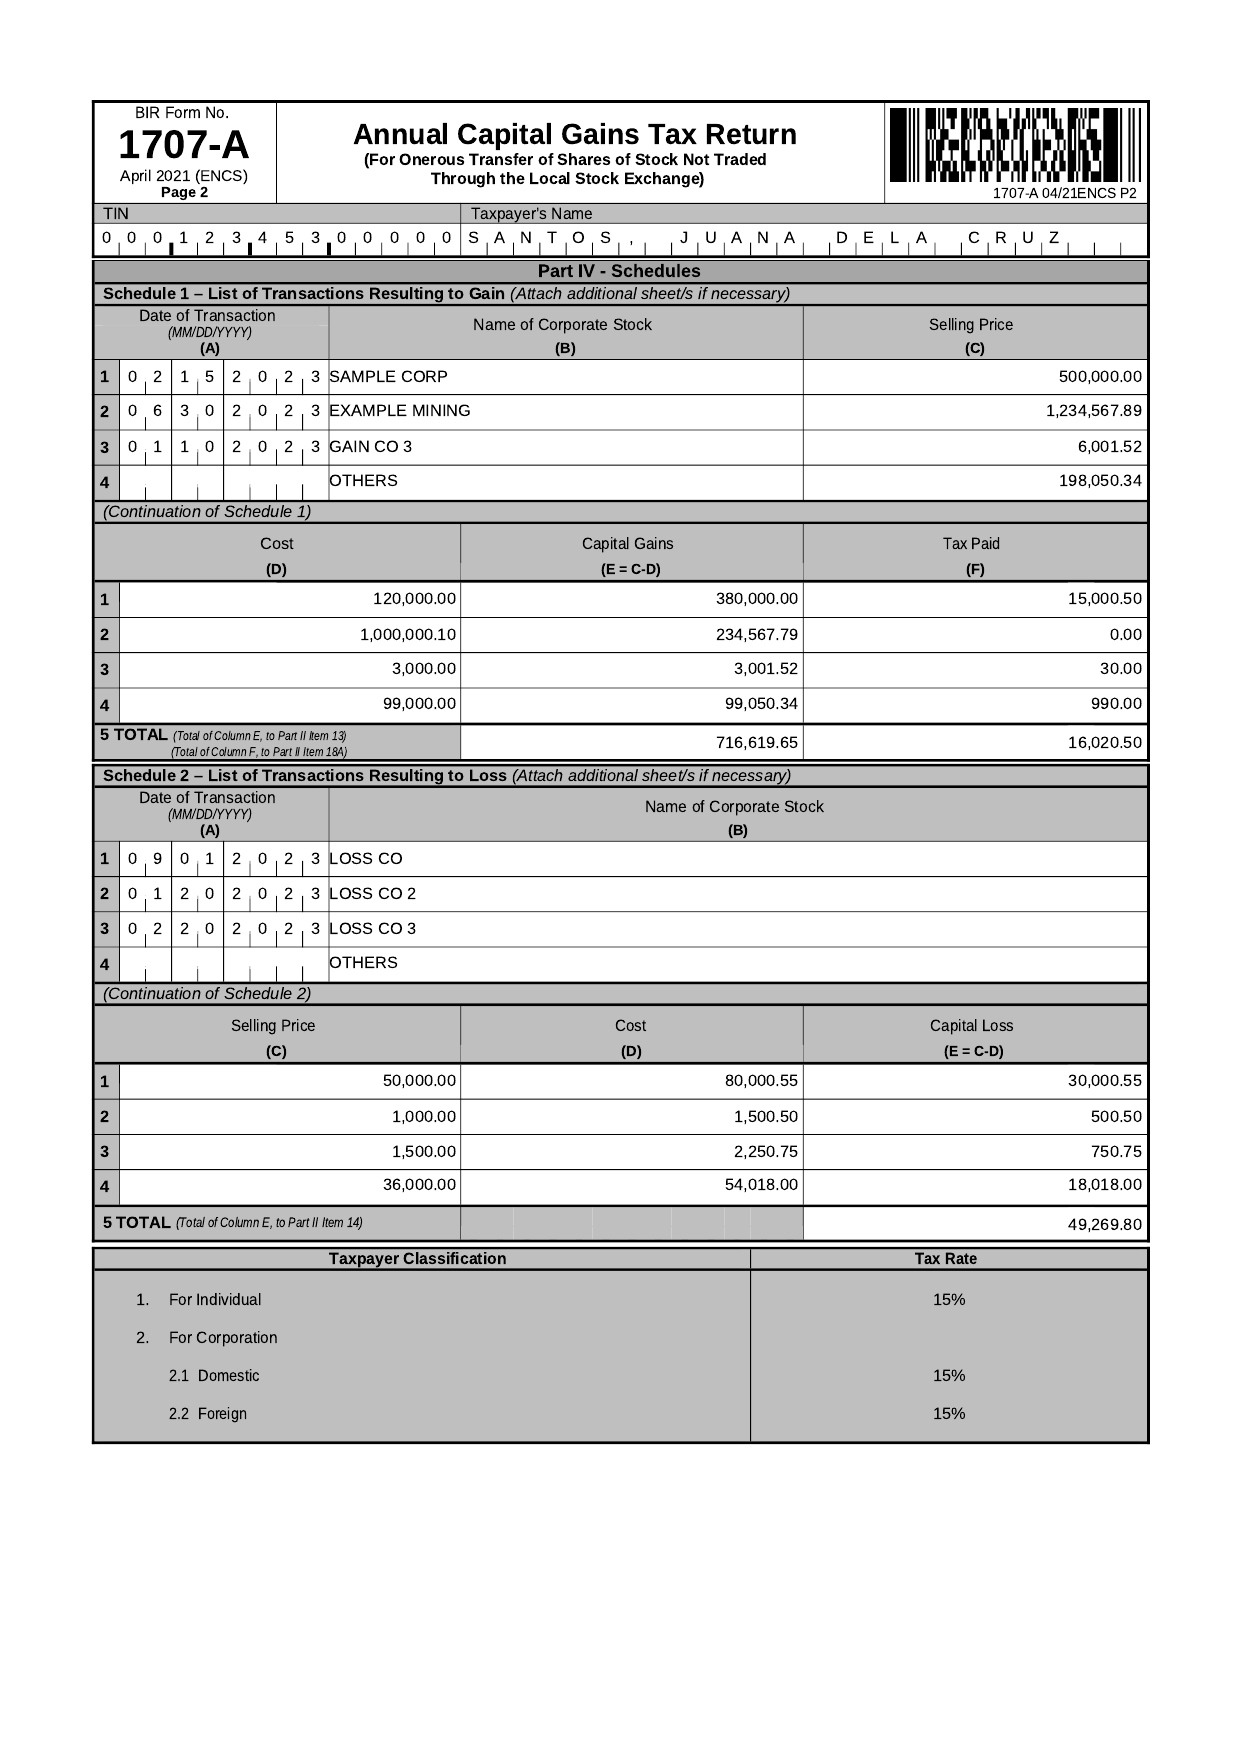 BIR Form No.
1707-A
April 2021 (ENCS)
Page 2
Annual Capital Gains Tax Return
(For Onerous Transfer of Shares of Stock Not Traded
Through the Local Stock Exchange)
1707-A 04/21ENCS P2
TIN Taxpayer's Name
0 0 0 1 2 3 4 5 3 0 0 0 0 0 S A N T O S , J U A N A D E L A C R U Z
Part IV - Schedules
Schedule 1 – List of Transactions Resulting to Gain (Attach additional sheet/s if necessary)
Date of Transaction
(MM/DD/YYYY)
(A)
Name of Corporate Stock
(B)
Selling Price
(C)
1 0 2 1 5 2 0 2 3 SAMPLE CORP 500,000.00
2 0 6 3 0 2 0 2 3 EXAMPLE MINING 1,234,567.89
3 0 1 1 0 2 0 2 3 GAIN CO 3 6,001.52
4 OTHERS 198,050.34
(Continuation of Schedule 1)
Cost
(D)
Capital Gains
(E = C-D)
Tax Paid
(F)
1 120,000.00 380,000.00 15,000.50
2 1,000,000.10 234,567.79 0.00
3 3,000.00 3,001.52 30.00
4 99,000.00 99,050.34 990.00
5 TOTAL (Total of Column E, to Part II Item 13)
(Total of Column F, to Part II Item 18A)
716,619.65 16,020.50
Schedule 2 – List of Transactions Resulting to Loss (Attach additional sheet/s if necessary)
Date of Transaction
(MM/DD/YYYY)
(A)
Name of Corporate Stock
(B)
1 0 9 0 1 2 0 2 3 LOSS CO
2 0 1 2 0 2 0 2 3 LOSS CO 2
3 0 2 2 0 2 0 2 3 LOSS CO 3
4 OTHERS
(Continuation of Schedule 2)
Selling Price
(C)
Cost
(D)
Capital Loss
(E = C-D)
1 50,000.00 80,000.55 30,000.55
2 1,000.00 1,500.50 500.50
3 1,500.00 2,250.75 750.75
4 36,000.00 54,018.00 18,018.00
5 TOTAL (Total of Column E, to Part II Item 14) 49,269.80
Taxpayer Classification Tax Rate
1. For Individual 15%
2. For Corporation
2.1 Domestic 15%
2.2 Foreign 15%